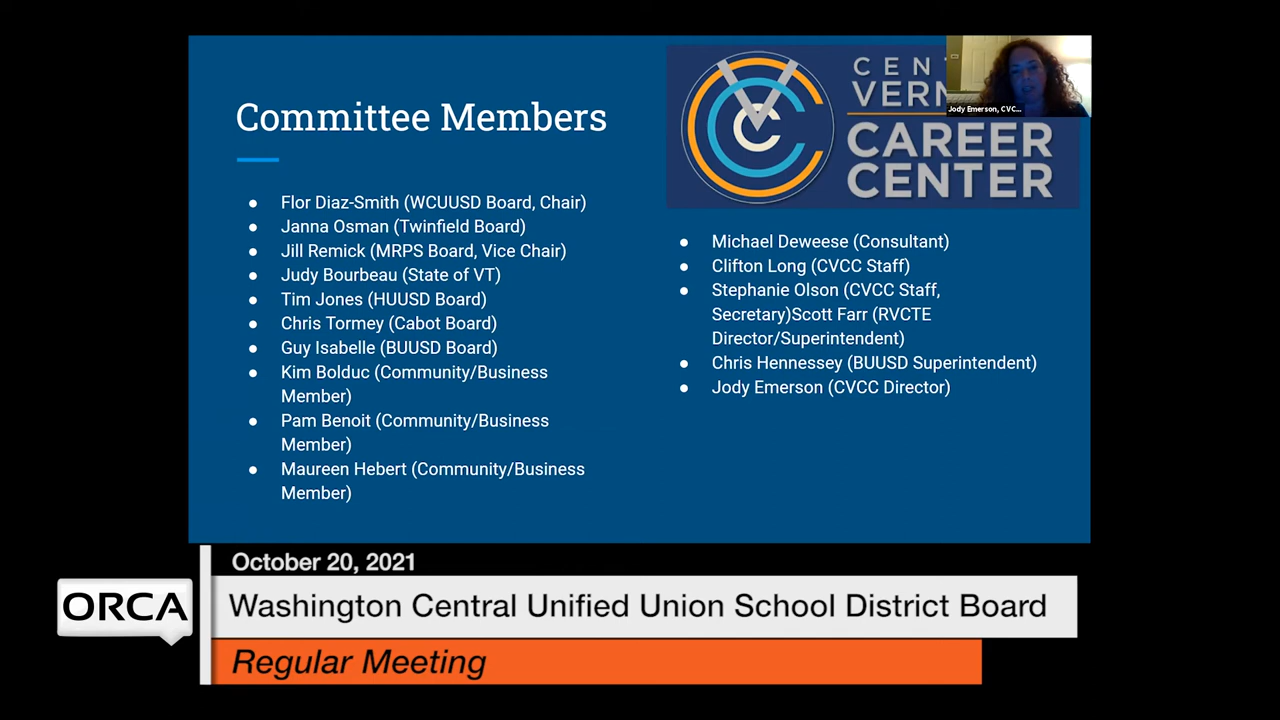 Committee Members
Flor Diaz-Smith (WCUUSD Board, Chair)
Janna Osman (Twinfield Board)
Jill Remick (MRPS Board, Vice Chair)
Judy Bourbeau (State of VT)
Tim Jones (HUUSD Board)
Chris Tormey (Cabot Board)
Guy Isabelle (BUUSD Board)
Kim Bolduc (Community/Business
Member)
Pam Benoit (Community/Business
Member)
Maureen Hebert (Community/Business
Member)
CVCC
CENT
VERM
CAREER
CENTER
Jody Emerson, CVC...
Michael Deweese (Consultant)
Clifton Long (CVCC Staff)
Stephanie Olson (CVCC Staff,
Secretary)Scott Farr (RVCTE
Director/Superintendent)
Chris Hennessey (BUUSD Superintendent)
Jody Emerson (CVCC Director)
October 20, 2021
ORCA
Washington Central Unified Union School District Board
Regular Meeting